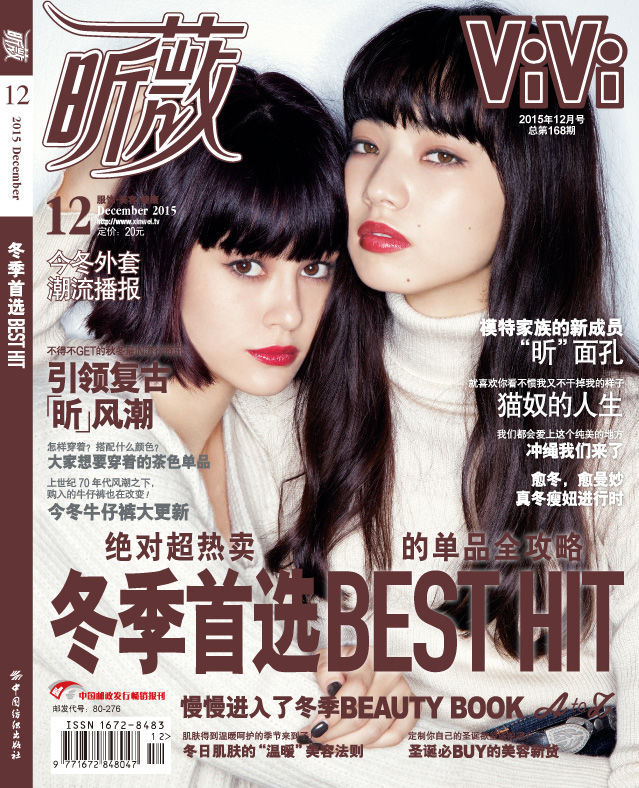 昕薇
12
2015 December
冬季首选BEST HIT
中国纺织出版社
昕薇
ViVi
2015年12月号
总第168期
12
December 2015
http://www.xinwei.tv
定价：20元
今冬外套
潮流播报
不得不GET的秋冬
引领复古
「昕」风潮
怎样穿着？搭配什么颜色？
大家想要穿着的茶色单品
上世纪 70 年代风潮之下，
购入的牛仔裤也在改变！
今冬牛仔裤大更新
模特家族的新成员
“昕”面孔
就喜欢你看不惯我又不干掉我的样子
猫奴的人生
我们都会爱上这个纯美的地方
冲绳我们来了
愈冬，愈曼妙
真冬瘦妞进行时
绝对超热卖
的单品全攻略
冬季首选BEST HIT
中国邮政发行畅销报刊
邮发代号：80-276
ISSN 1672-8483
12>
9 771672 848047
慢慢进入了冬季BEAUTY BOOK A to Z
肌肤得到温暖呵护的季节来到了
冬日肌肤的“温暖”美容法则
定制你自己的圣诞
圣诞必BUY的美容新货